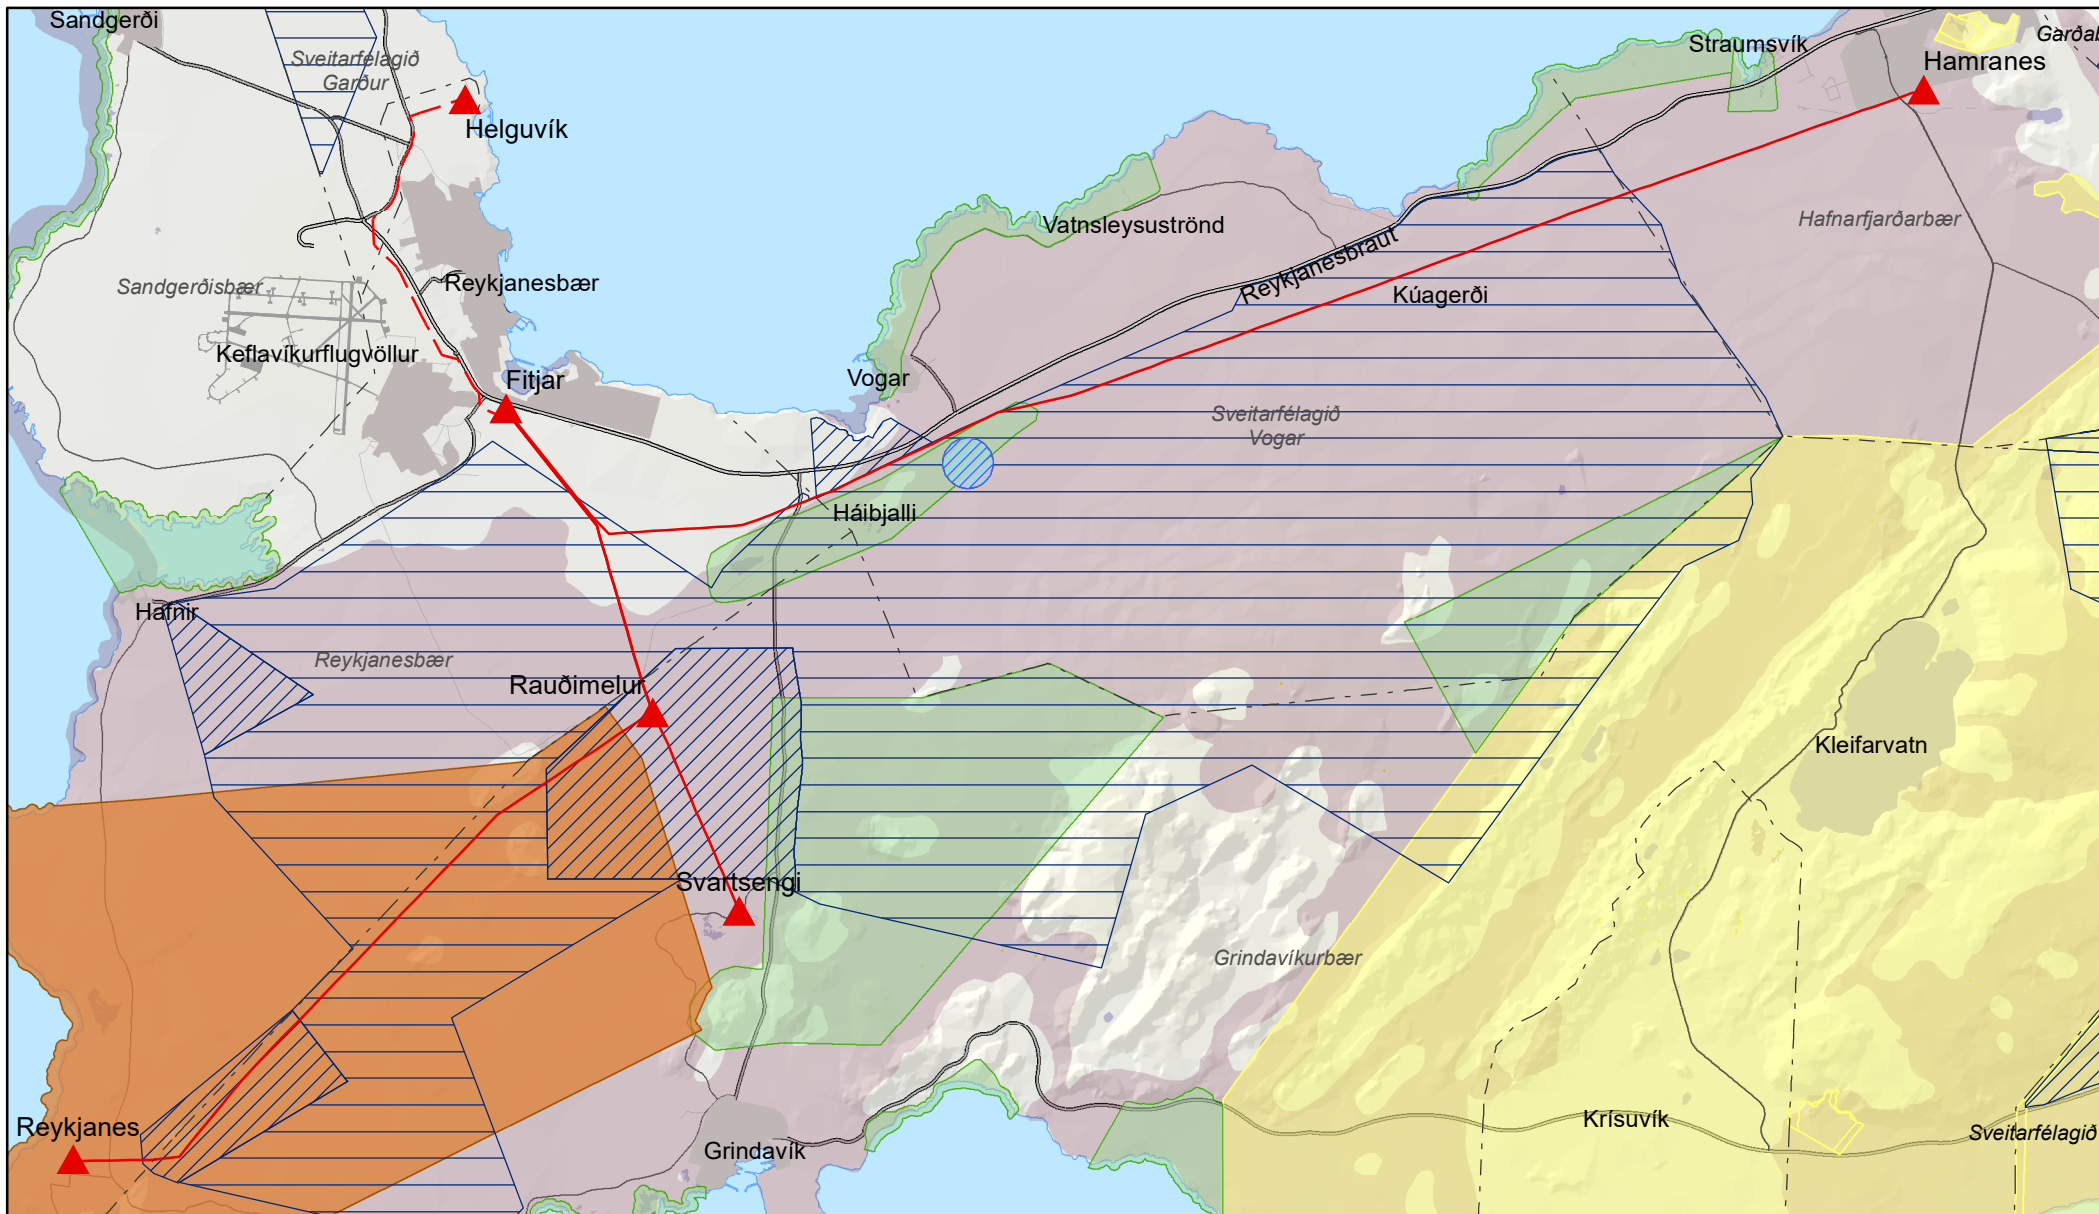 Sandgerði
Sveitarfélagið
Garður
Helguvík
Straumsvík
Garðab
Hamranes
Vatnsleysuströnd
Hafnarfjarðarbær
Sandgerðisbær
Reykjanesbær
Reykjanesbraut
Kúagerði
Keflavíkurflugvöllur
Fitjar
Vogar
Sveitarfélagið
Vogar
Háibjalli
Hafnir
Reykjanesbær
Rauðimelur
Kleifarvatn
Svartsengi
Grindavíkurbær
Reykjanes
Grindavík
Krísuvík
Sveitarfélagið